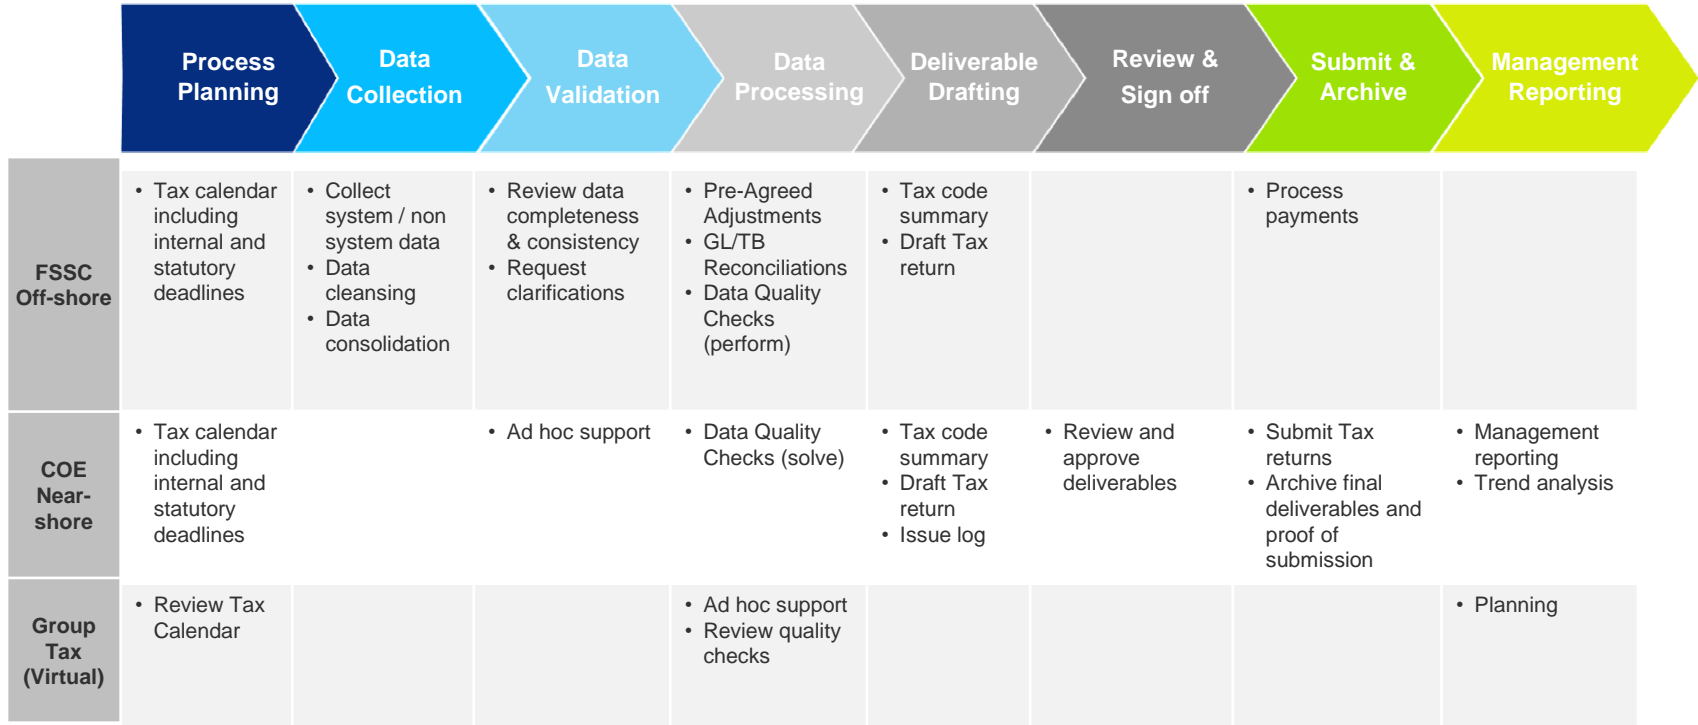 Process
Planning
Data
Collection
Data
Validation
Data
Processing
Deliverable
Drafting
Review &
Sign off
Submit &
Archive
Management
Reporting
FSSC
Off-shore
• Tax calendar
including
internal and
statutory
deadlines
• Collect
system / non
system data
• Data
cleansing
• Data
consolidation
• Review data
completeness
& consistency
• Request
clarifications
• Pre-Agreed
Adjustments
• GL/TB
Reconciliations
• Data Quality
Checks
(perform)
• Tax code
summary
• Draft Tax
return
• Process
payments
COE
Near-
shore
• Tax calendar
including
internal and
statutory
deadlines
• Ad hoc support
• Data Quality
Checks (solve)
• Tax code
summary
• Draft Tax
return
• Issue log
• Review and
approve
deliverables
• Submit Tax
returns
• Archive final
deliverables and
proof of
submission
• Management
reporting
• Trend analysis
Group
Tax
(Virtual)
• Review Tax
Calendar
• Ad hoc support
• Review quality
checks
• Planning